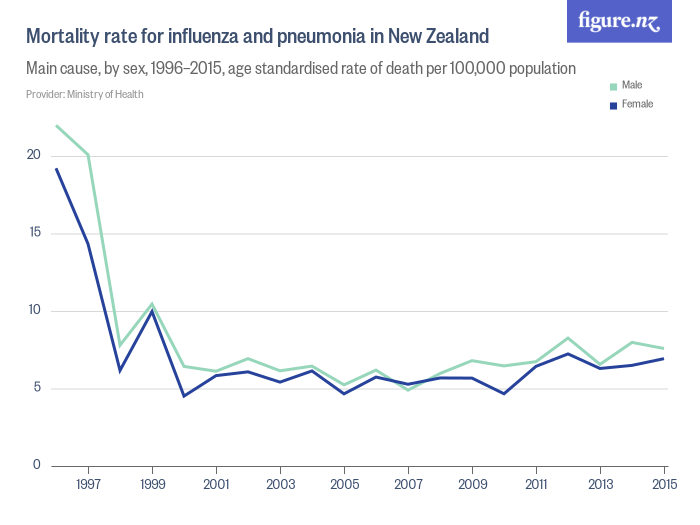 figure.nz
Mortality rate for influenza and pneumonia in New Zealand
Main cause, by sex, 1996–2015, age standardised rate of death per 100,000 population
Provider: Ministry of Health
Male
Female
20
15
10
5
0
1997 1999 2001 2003 2005 2007 2009 2011 2013 2015